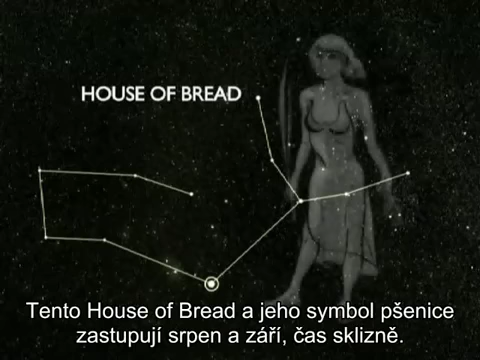 HOUSE OF BREAD
Tento House of Bread a jeho symbol pšenice
zastupují srpen a září, čas sklizně.